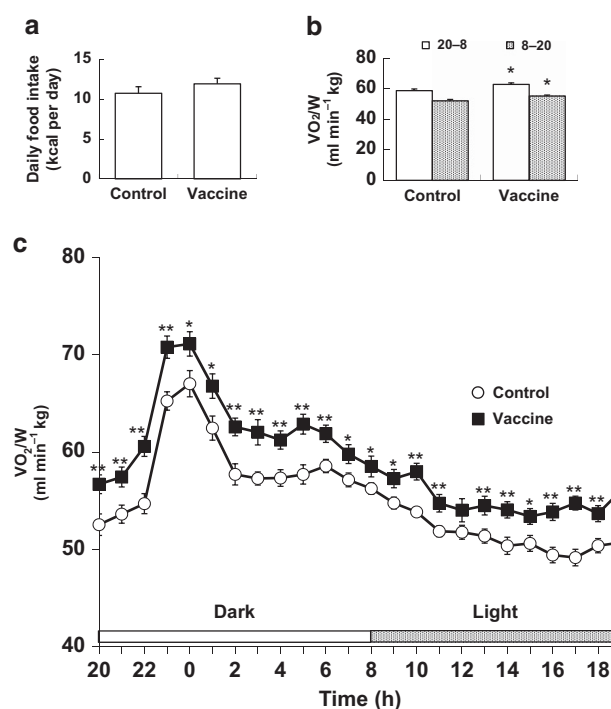 a
Daily food intake
(kcal per day)
15
10
5
0
Control Vaccine
b
20–8 8–20
VO2/W
(ml min⁻¹ kg)
80
60
40
20
0
* *
Control Vaccine
c
VO2/W
(ml min⁻¹ kg)
80
70
60
50
40
** ** ** ** * * ** ** ** ** ** * * * ** ** ** ** * ** ** **
Control
Vaccine
Dark Light
20 22 0 2 4 6 8 10 12 14 16 18
Time (h)